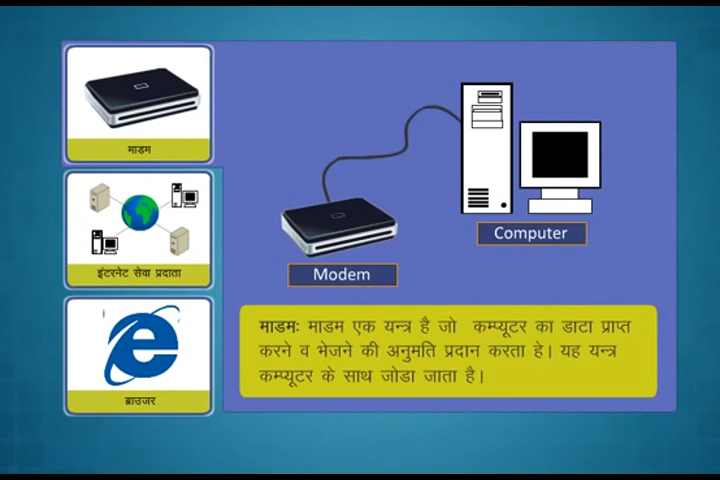 माडम
इंटरनेट सेवा प्रदाता
ब्राउजर
Modem
Computer
माडमः माडम एक यन्त्र है जो कम्प्यूटर का डाटा प्राप्त
करने व भेजने की अनुमति प्रदान करता हे। यह यन्त्र
कम्प्यूटर के साथ जोडा जाता है।